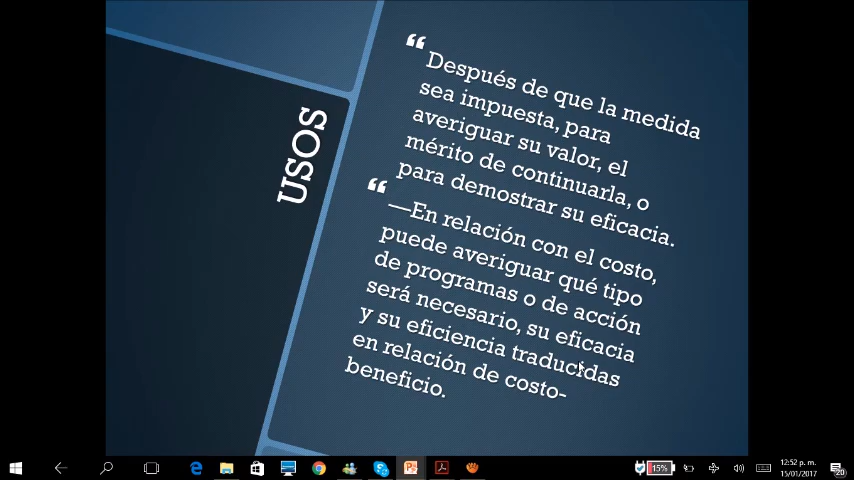 USOS
“ Después de que la medida
sea impuesta, para
averiguar su valor, el
mérito de continuarla, o
para demostrar su eficacia.
“ —En relación con el costo,
puede averiguar qué tipo
de programas o de acción
será necesario, su eficacia
y su eficiencia traducidas
en relación de costo-
beneficio.
15%
12:52 p. m.
15/01/2017
20